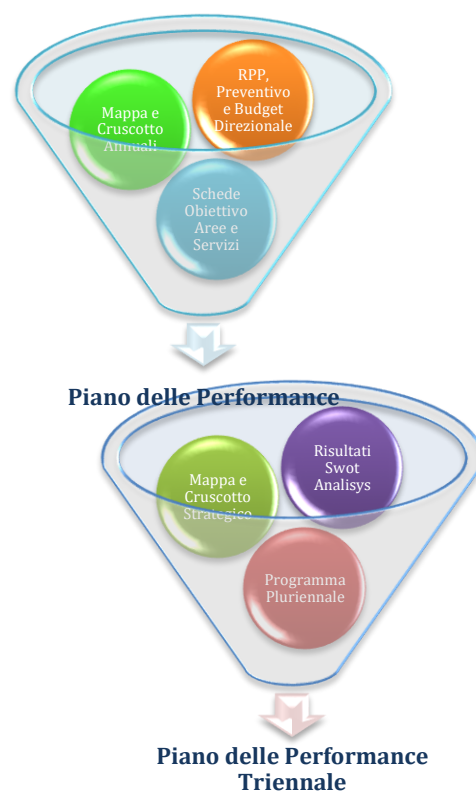 RPP,
Preventivo
e Budget
Direzionale
Mappa e
Cruscotto
Annuali
Schede
Obiettivo
Aree e
Servizi
Piano delle Performance
Risultati
Swot
Analisys
Mappa e
Cruscotto
Strategico
Programma
Pluriennale
Piano delle Performance
Triennale